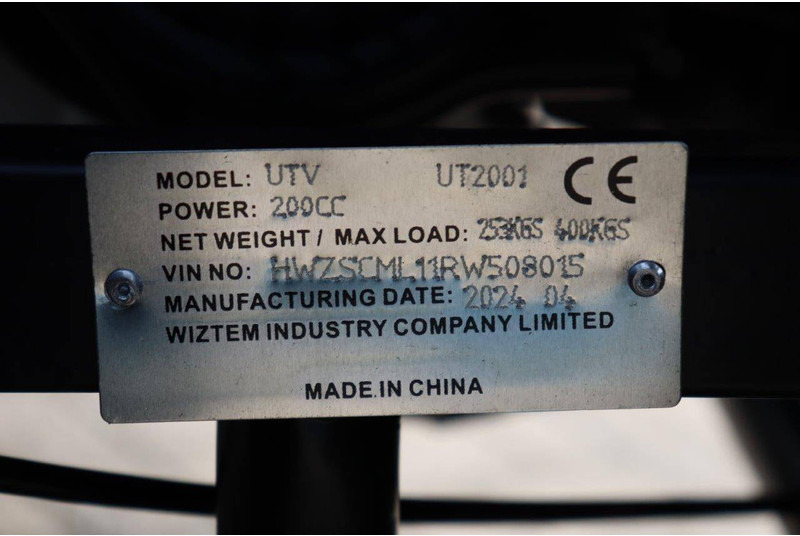 MODEL: UTV UT2001 CE
POWER: 200CC
NET WEIGHT / MAX LOAD: 400KGS
VIN NO: HWZSCML11RW508015
MANUFACTURING DATE: 2024 04
WIZTEM INDUSTRY COMPANY LIMITED
MADE IN CHINA